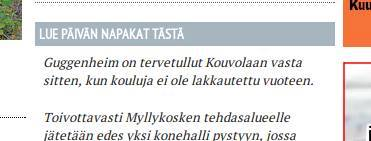 Kuu
LUE PÄIVÄN NAPAKAT TÄSTÄ
Guggenheim on tervetullut Kouvolaan vasta
sitten, kun kouluja ei ole lakkautettu vuoteen.
Toivottavasti Myllykosken tehdasalueelle
jätetään edes yksi konehalli pystyyn, jossa